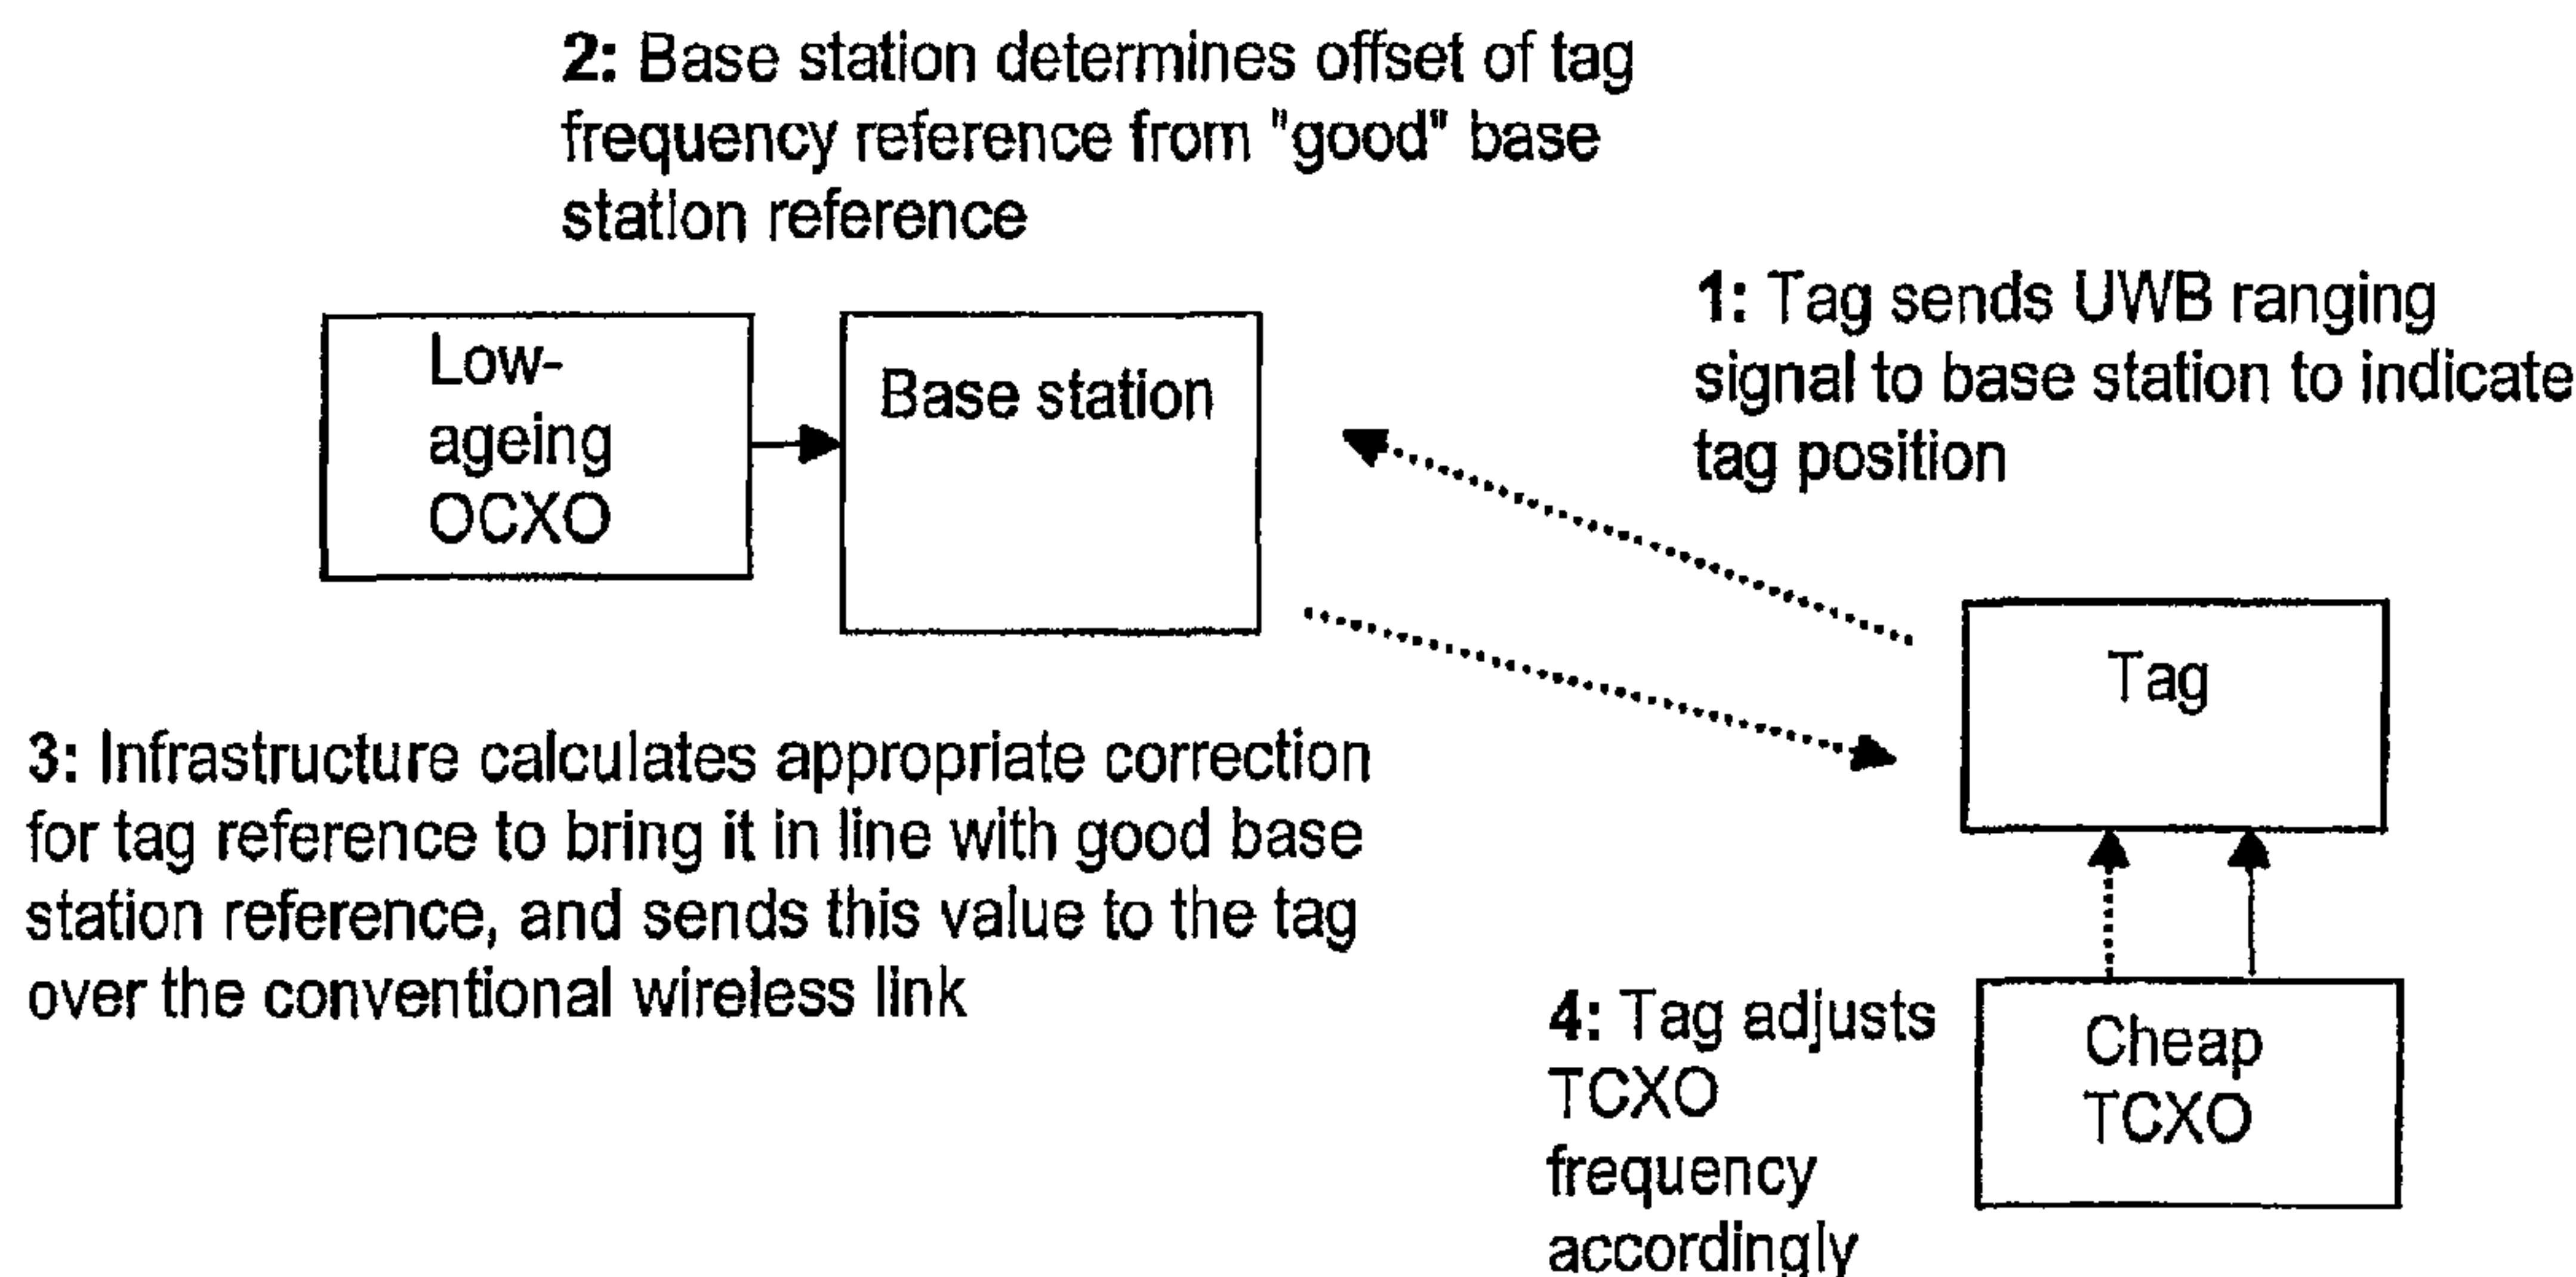 2: Base station determines offset of tag
frequency reference from "good" base
station reference
1: Tag sends UWB ranging
signal to base station to indicate
tag position
Low-
ageing
OCXO
Base station
Tag
3: Infrastructure calculates appropriate correction
for tag reference to bring it in line with good base
station reference, and sends this value to the tag
over the conventional wireless link
4: Tag adjusts
TCXO
frequency
accordingly
Cheap
TCXO